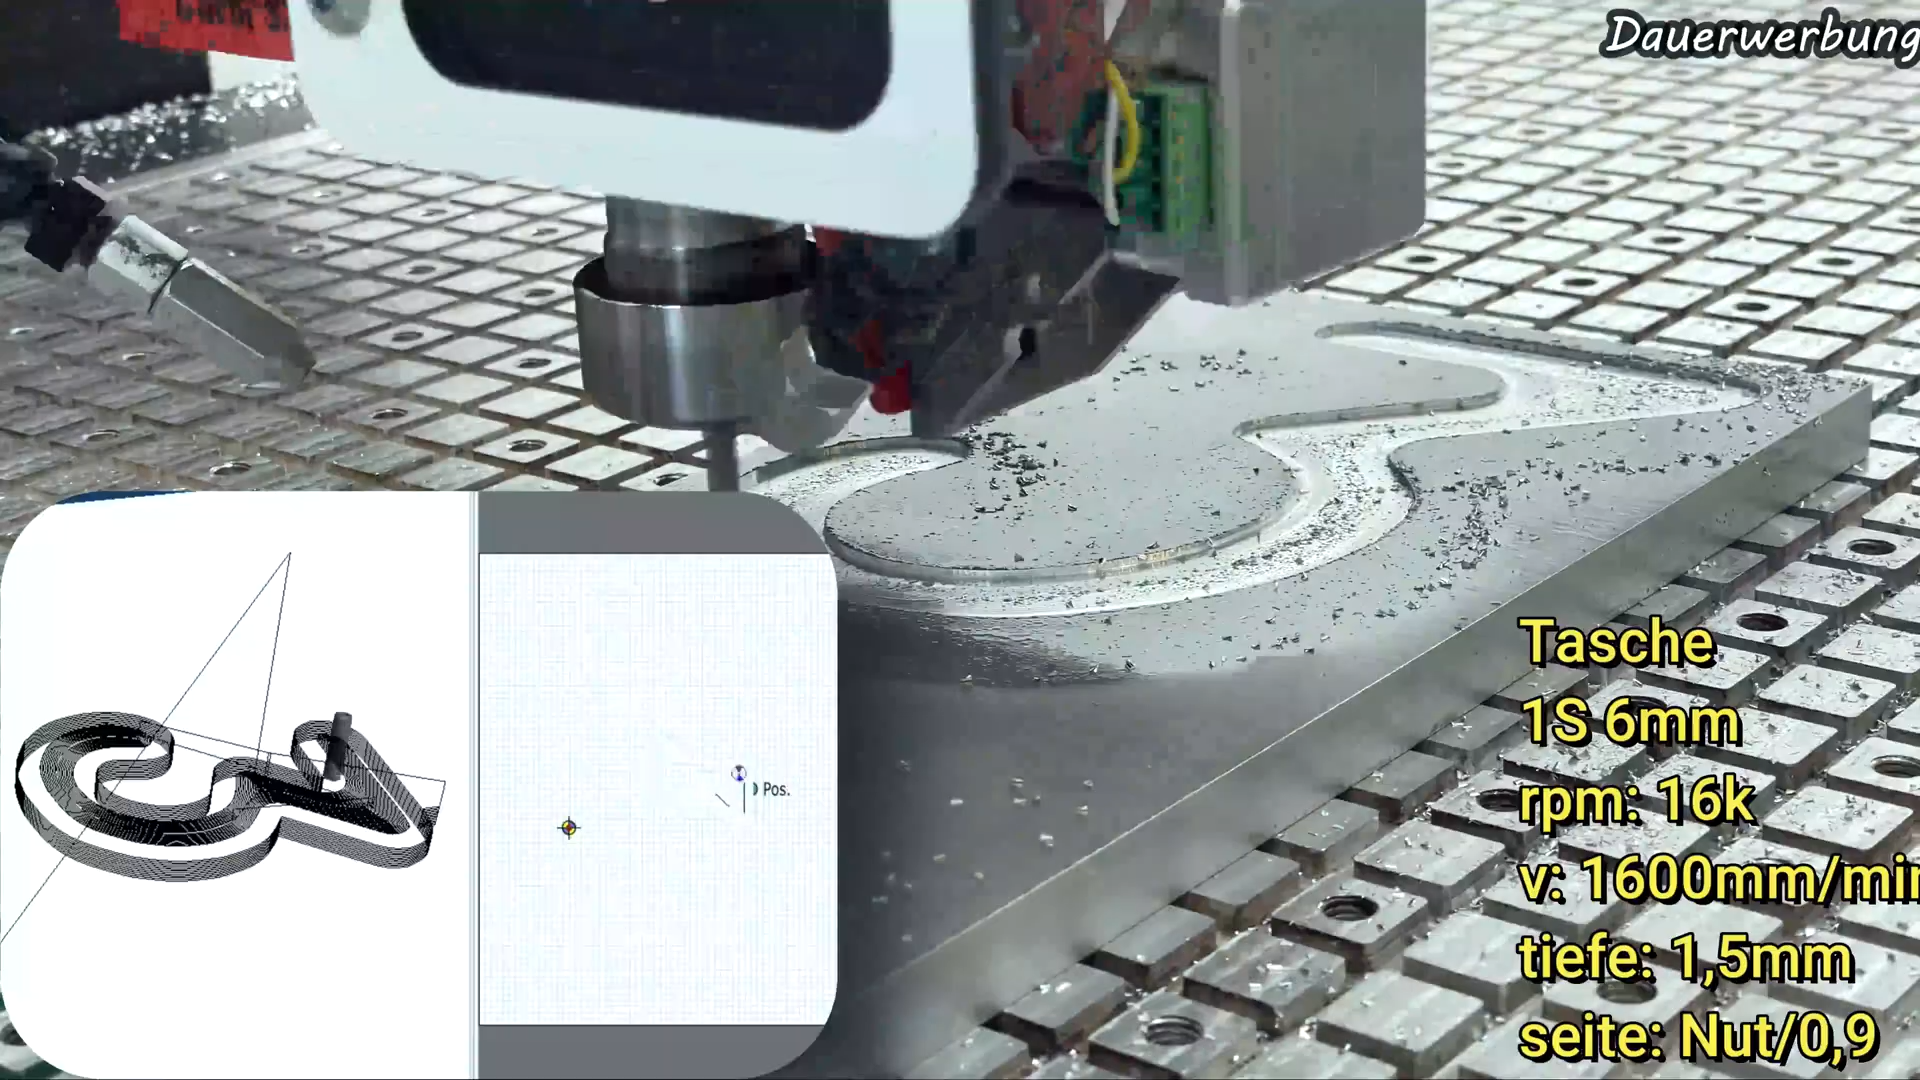 Dauerwerbung
Pos.
Tasche
1S 6mm
rpm: 16k
v: 1600mm/min
tiefe: 1,5mm
seite: Nut/0,9